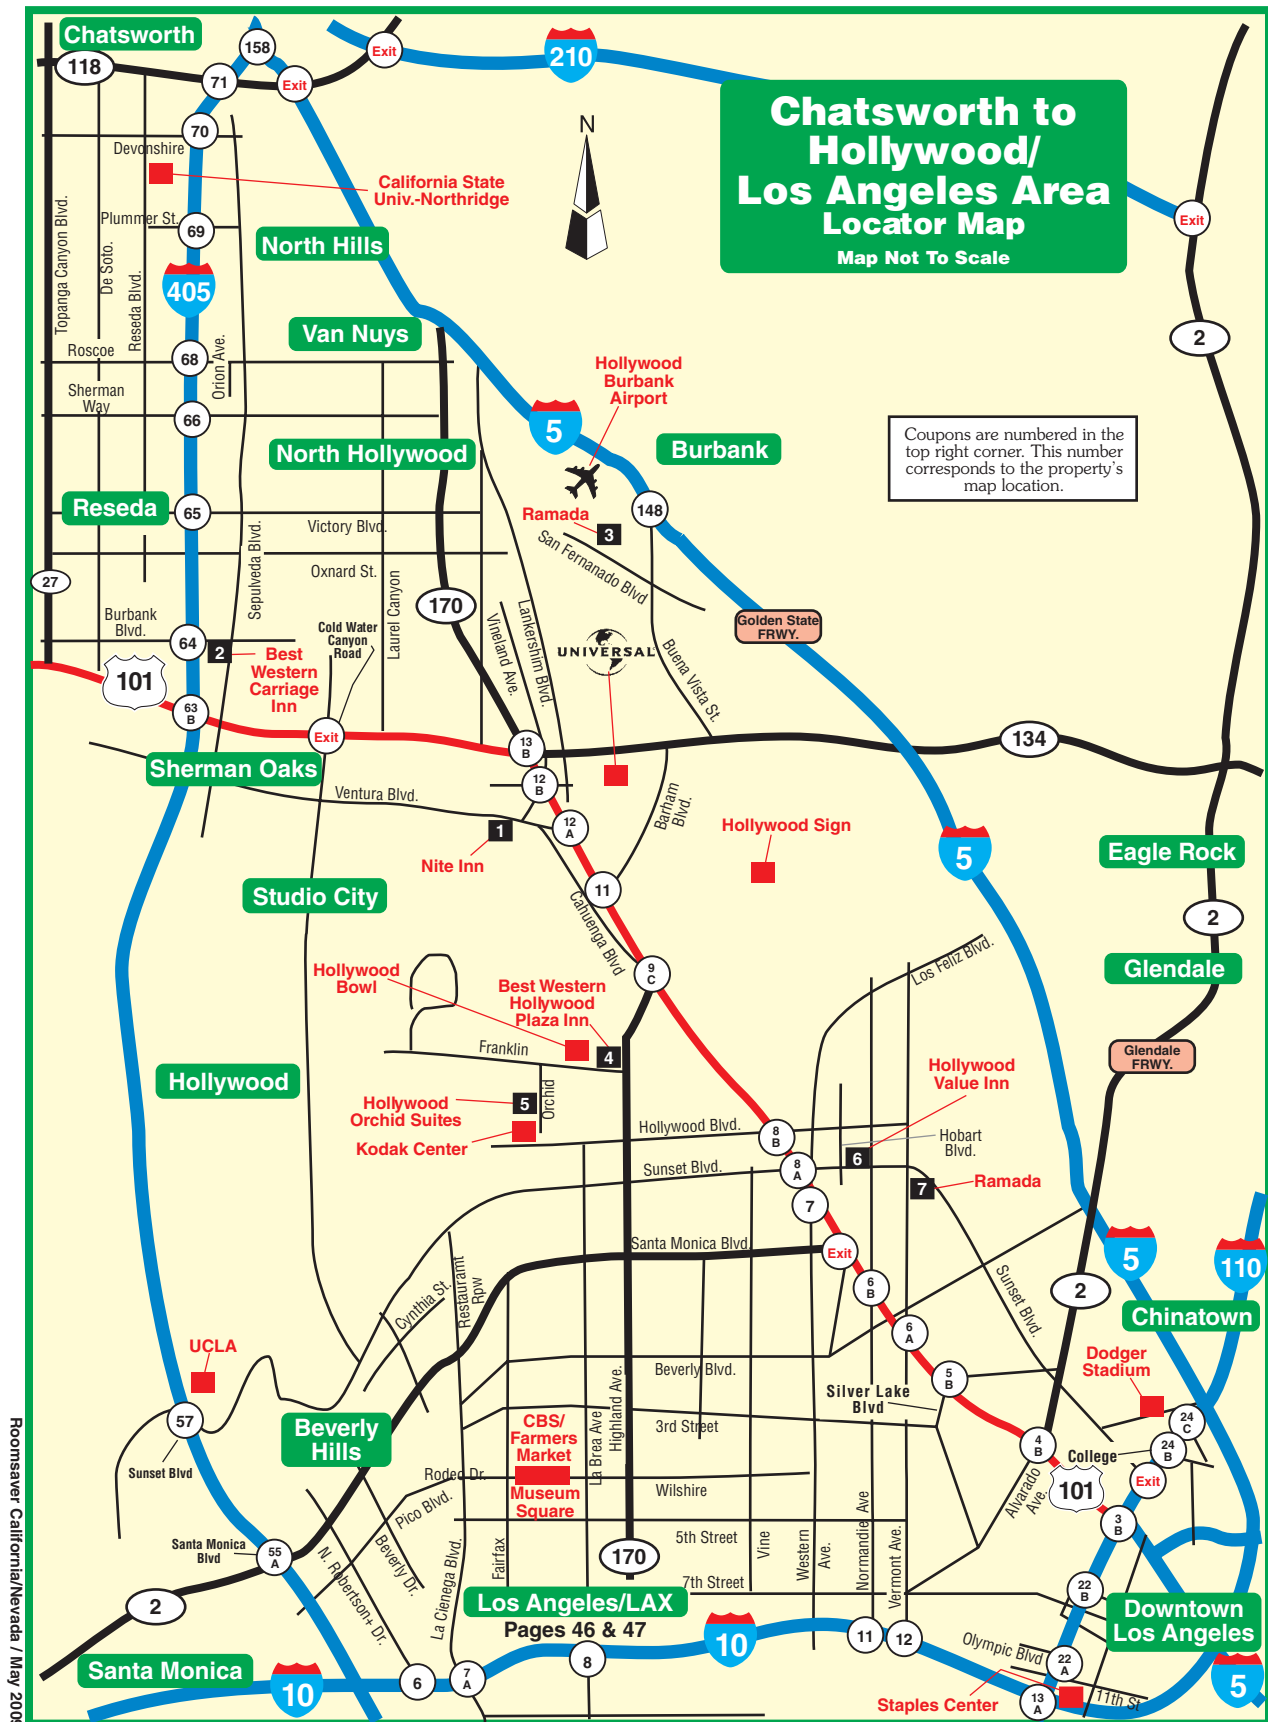 Chatsworth
118
158
Exit
210
71
Exit
Chatsworth to
Hollywood/
Los Angeles Area
Locator Map
Map Not To Scale
N
70
Devonshire
California State
Univ.-Northridge
Exit
Plummer St.
69
North Hills
Topanga Canyon Blvd.
De Soto.
Reseda Blvd.
405
Van Nuys
2
Roscoe
68
Orion Ave.
Sherman
Way
66
Hollywood
Burbank
Airport
5
Burbank
Coupons are numbered in the
top right corner. This number
corresponds to the property's
map location.
North Hollywood
Reseda
65
Victory Blvd.
Ramada
3
148
San Fernanado Blvd
Sepulveda Blvd.
Oxnard St.
27
Laurel Canyon
170
Burbank
Blvd.
64
2
Best
Western
Carriage
Inn
Cold Water
Canyon
Road
Vineland Ave.
Lankershim Blvd.
UNIVERSAL
Buena Vista St.
Golden State
FRWY.
101
63
B
Exit
13
B
134
Sherman Oaks
Ventura Blvd.
12
B
12
A
Barham
Blvd.
1
Nite Inn
Hollywood Sign
5
Eagle Rock
Studio City
11
Cahuenga Blvd
2
Glendale
Los Feliz Blvd.
9
C
Hollywood
Bowl
Best Western
Hollywood
Plaza Inn
Franklin
4
Glendale
FRWY.
Hollywood
Hollywood
Orchid Suites
5
Orchid
Kodak Center
Hollywood
Value Inn
Hollywood Blvd.
8
B
Hobart
Blvd.
6
Sunset Blvd.
8
A
7
Ramada
7
Santa Monica Blvd.
Exit
5
110
Cynthia St.
Restauramt
Rpw
6
B
Sunset Blvd.
2
Chinatown
6
A
UCLA
Beverly Blvd.
5
B
Dodger
Stadium
Silver Lake
Blvd
57
Sunset Blvd
Beverly
Hills
CBS/
Farmers
Market
Museum
Square
La Brea Ave
Highland Ave.
3rd Street
24
C
24
B
College
4
B
Exit
Rodeo Dr.
Wilshire
Pico Blvd.
101
Alvarado
Ave.
3
B
Santa Monica
Blvd
55
A
N. Robertson+ Dr.
Beverly Dr.
La Cienega Blvd.
Fairfax
170
5th Street
7th Street
Vine
Western
Ave.
Normandie Ave
Vermont Ave.
22
B
Downtown
Los Angeles
2
Los Angeles/LAX
Pages 46 & 47
10
11
12
Olympic Blvd
22
A
Santa Monica
10
6
7
A
8
Staples Center
13
A
11th St
5
Roomsaver California/Nevada / May 2009